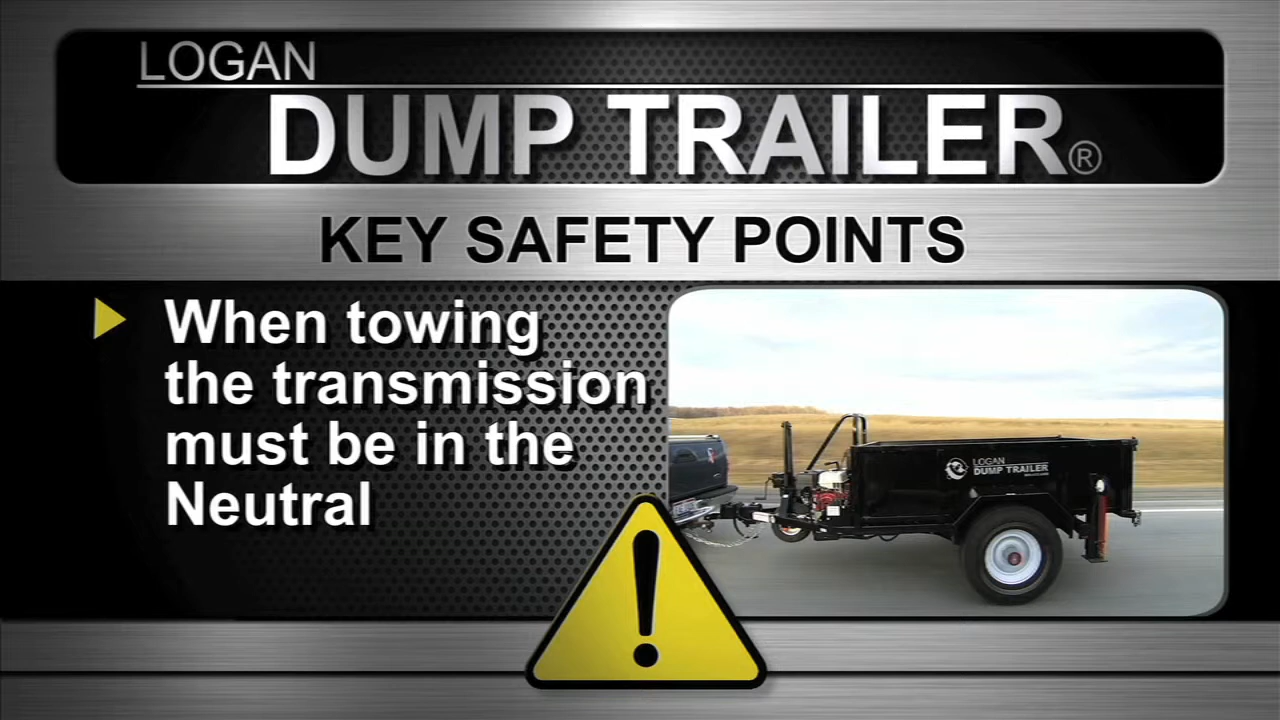 LOGAN
DUMP TRAILER®
KEY SAFETY POINTS
When towing
the transmission
must be in the
Neutral
LOGAN
DUMP TRAILER